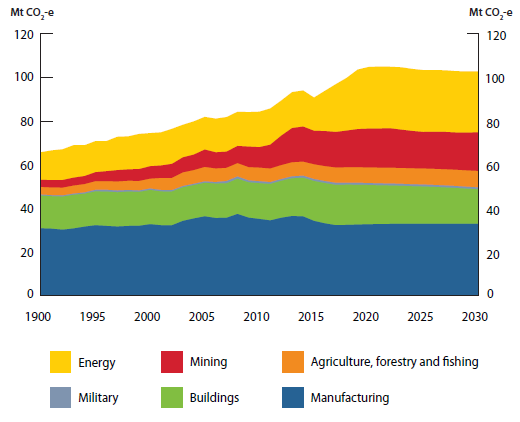 Mt CO2-e Mt CO2-e
120 120
100 100
80 80
60 60
40 40
20 20
0 0
1900 1995 2000 2005 2010 2015 2020 2025 2030
Energy Mining Agriculture, forestry and fishing
Military Buildings Manufacturing